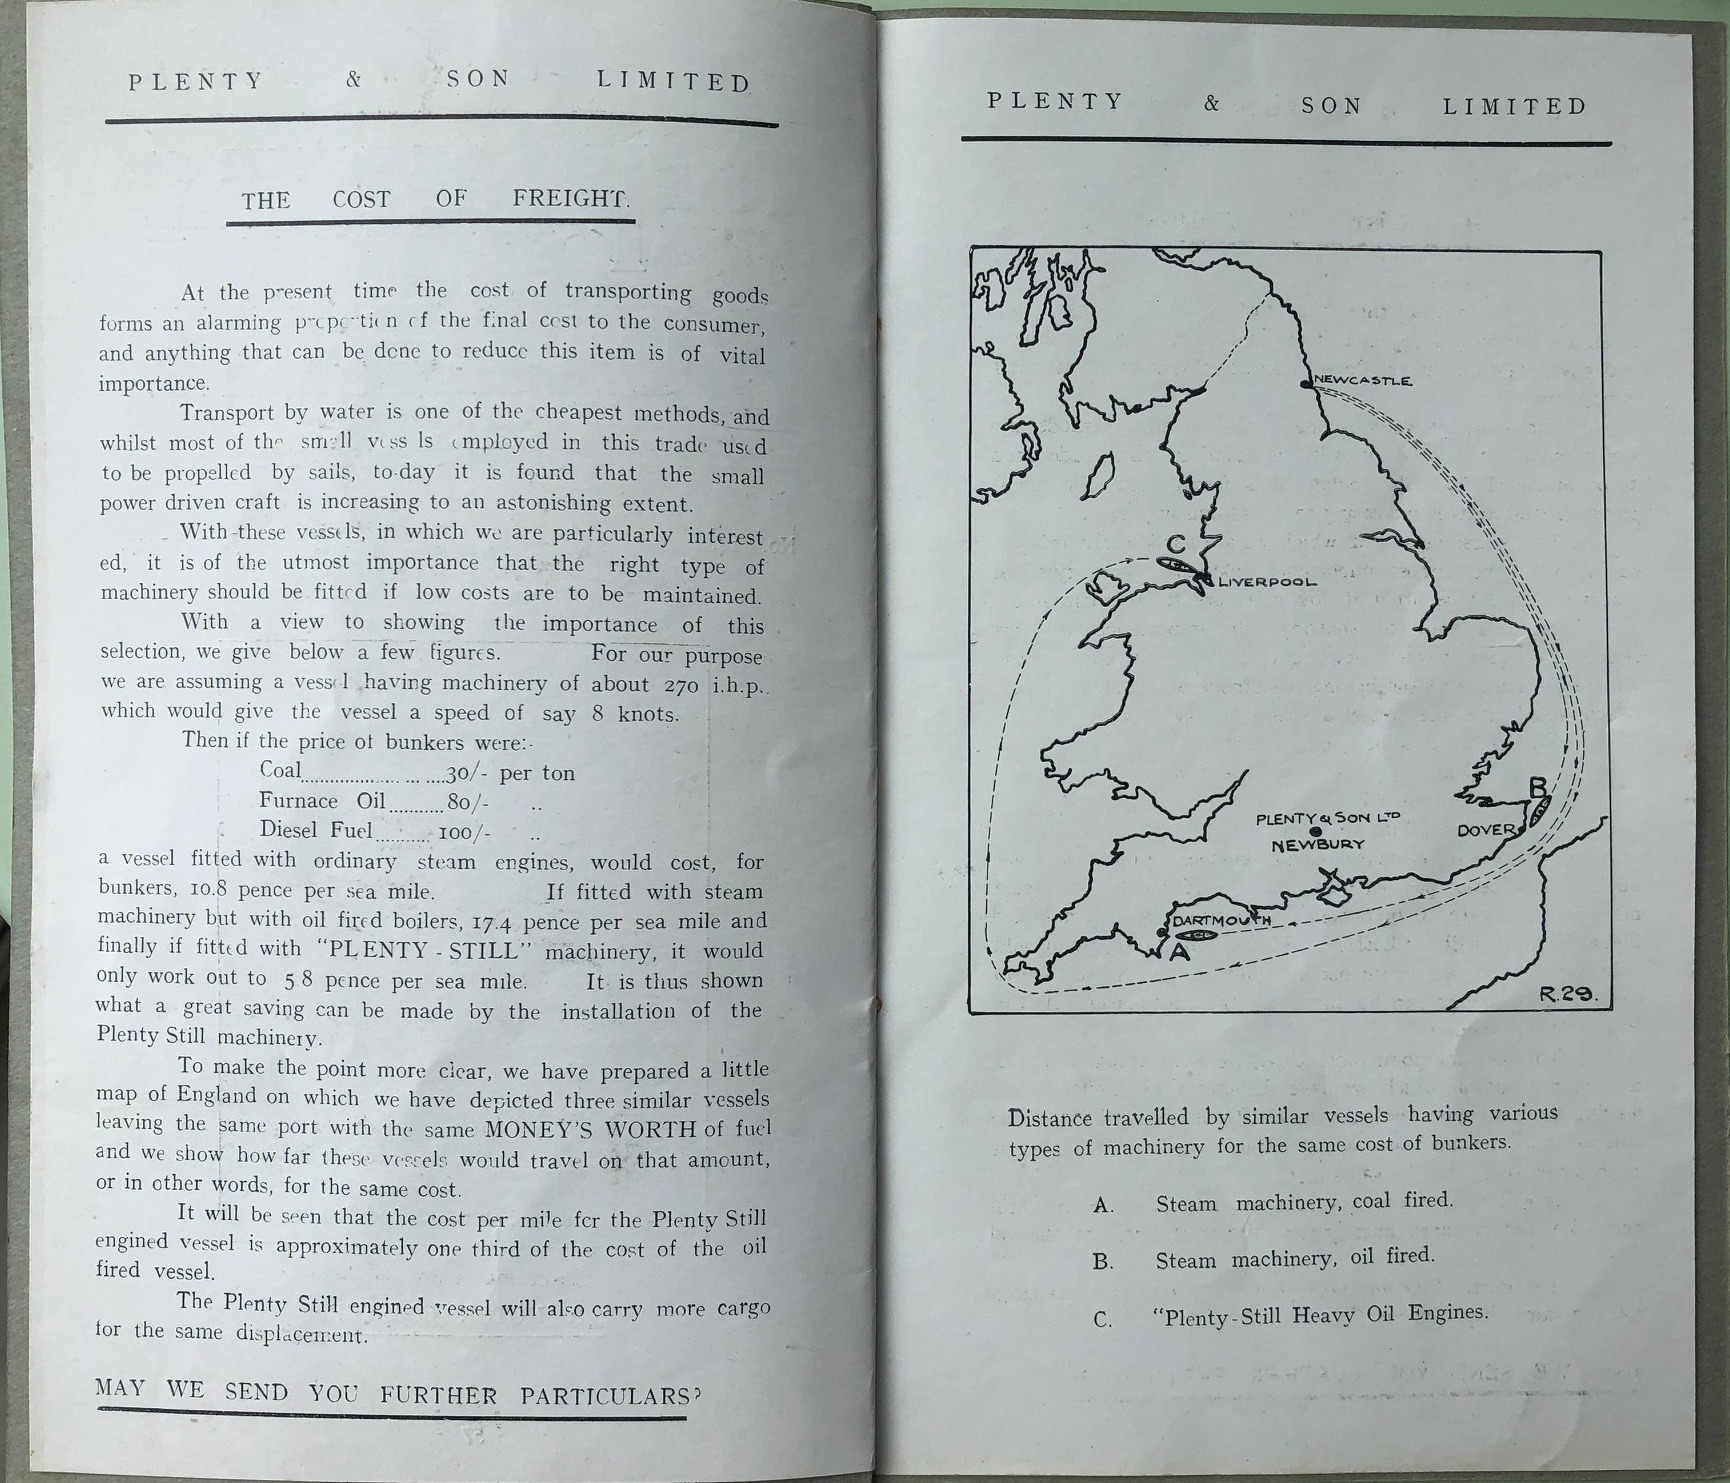 PLENTY & SON LIMITED
THE COST OF FREIGHT.
At the present time the cost of transporting goods
forms an alarming proportion of the final cost to the consumer,
and anything that can be done to reduce this item is of vital
importance.
Transport by water is one of the cheapest methods, and
whilst most of the small vessels employed in this trade used
to be propelled by sails, to-day it is found that the small
power driven craft is increasing to an astonishing extent.
With these vessels, in which we are particularly interest
ed, it is of the utmost importance that the right type of
machinery should be fitted if low costs are to be maintained.
With a view to showing the importance of this
selection, we give below a few figures. For our purpose
we are assuming a vessel having machinery of about 270 i.h.p.,
which would give the vessel a speed of say 8 knots.
Then if the price of bunkers were:-
Coal..................... ... ....30/- per ton
Furnace Oil..........80/- ..
Diesel Fuel.......... 100/- ..
a vessel fitted with ordinary steam engines, would cost, for
bunkers, 10.8 pence per sea mile. If fitted with steam
machinery but with oil fired boilers, 17.4 pence per sea mile and
finally if fitted with "PLENTY - STILL" machinery, it would
only work out to 5.8 pence per sea mile. It is thus shown
what a great saving can be made by the installation of the
Plenty Still machinery.
To make the point more clear, we have prepared a little
map of England on which we have depicted three similar vessels
leaving the same port with the same MONEY'S WORTH of fuel
and we show how far these vessels would travel on that amount,
or in other words, for the same cost.
It will be seen that the cost per mile for the Plenty Still
engined vessel is approximately one third of the cost of the oil
fired vessel.
The Plenty Still engined vessel will also carry more cargo
for the same displacement.
MAY WE SEND YOU FURTHER PARTICULARS?
PLENTY & SON LIMITED
NEWCASTLE
C
LIVERPOOL
B
PLENTY & SON LTD
NEWBURY
DOVER
DARTMOUTH
A
R.29.
Distance travelled by similar vessels having various
types of machinery for the same cost of bunkers.
A. Steam machinery, coal fired.
B. Steam machinery, oil fired.
C. "Plenty-Still Heavy Oil Engines.